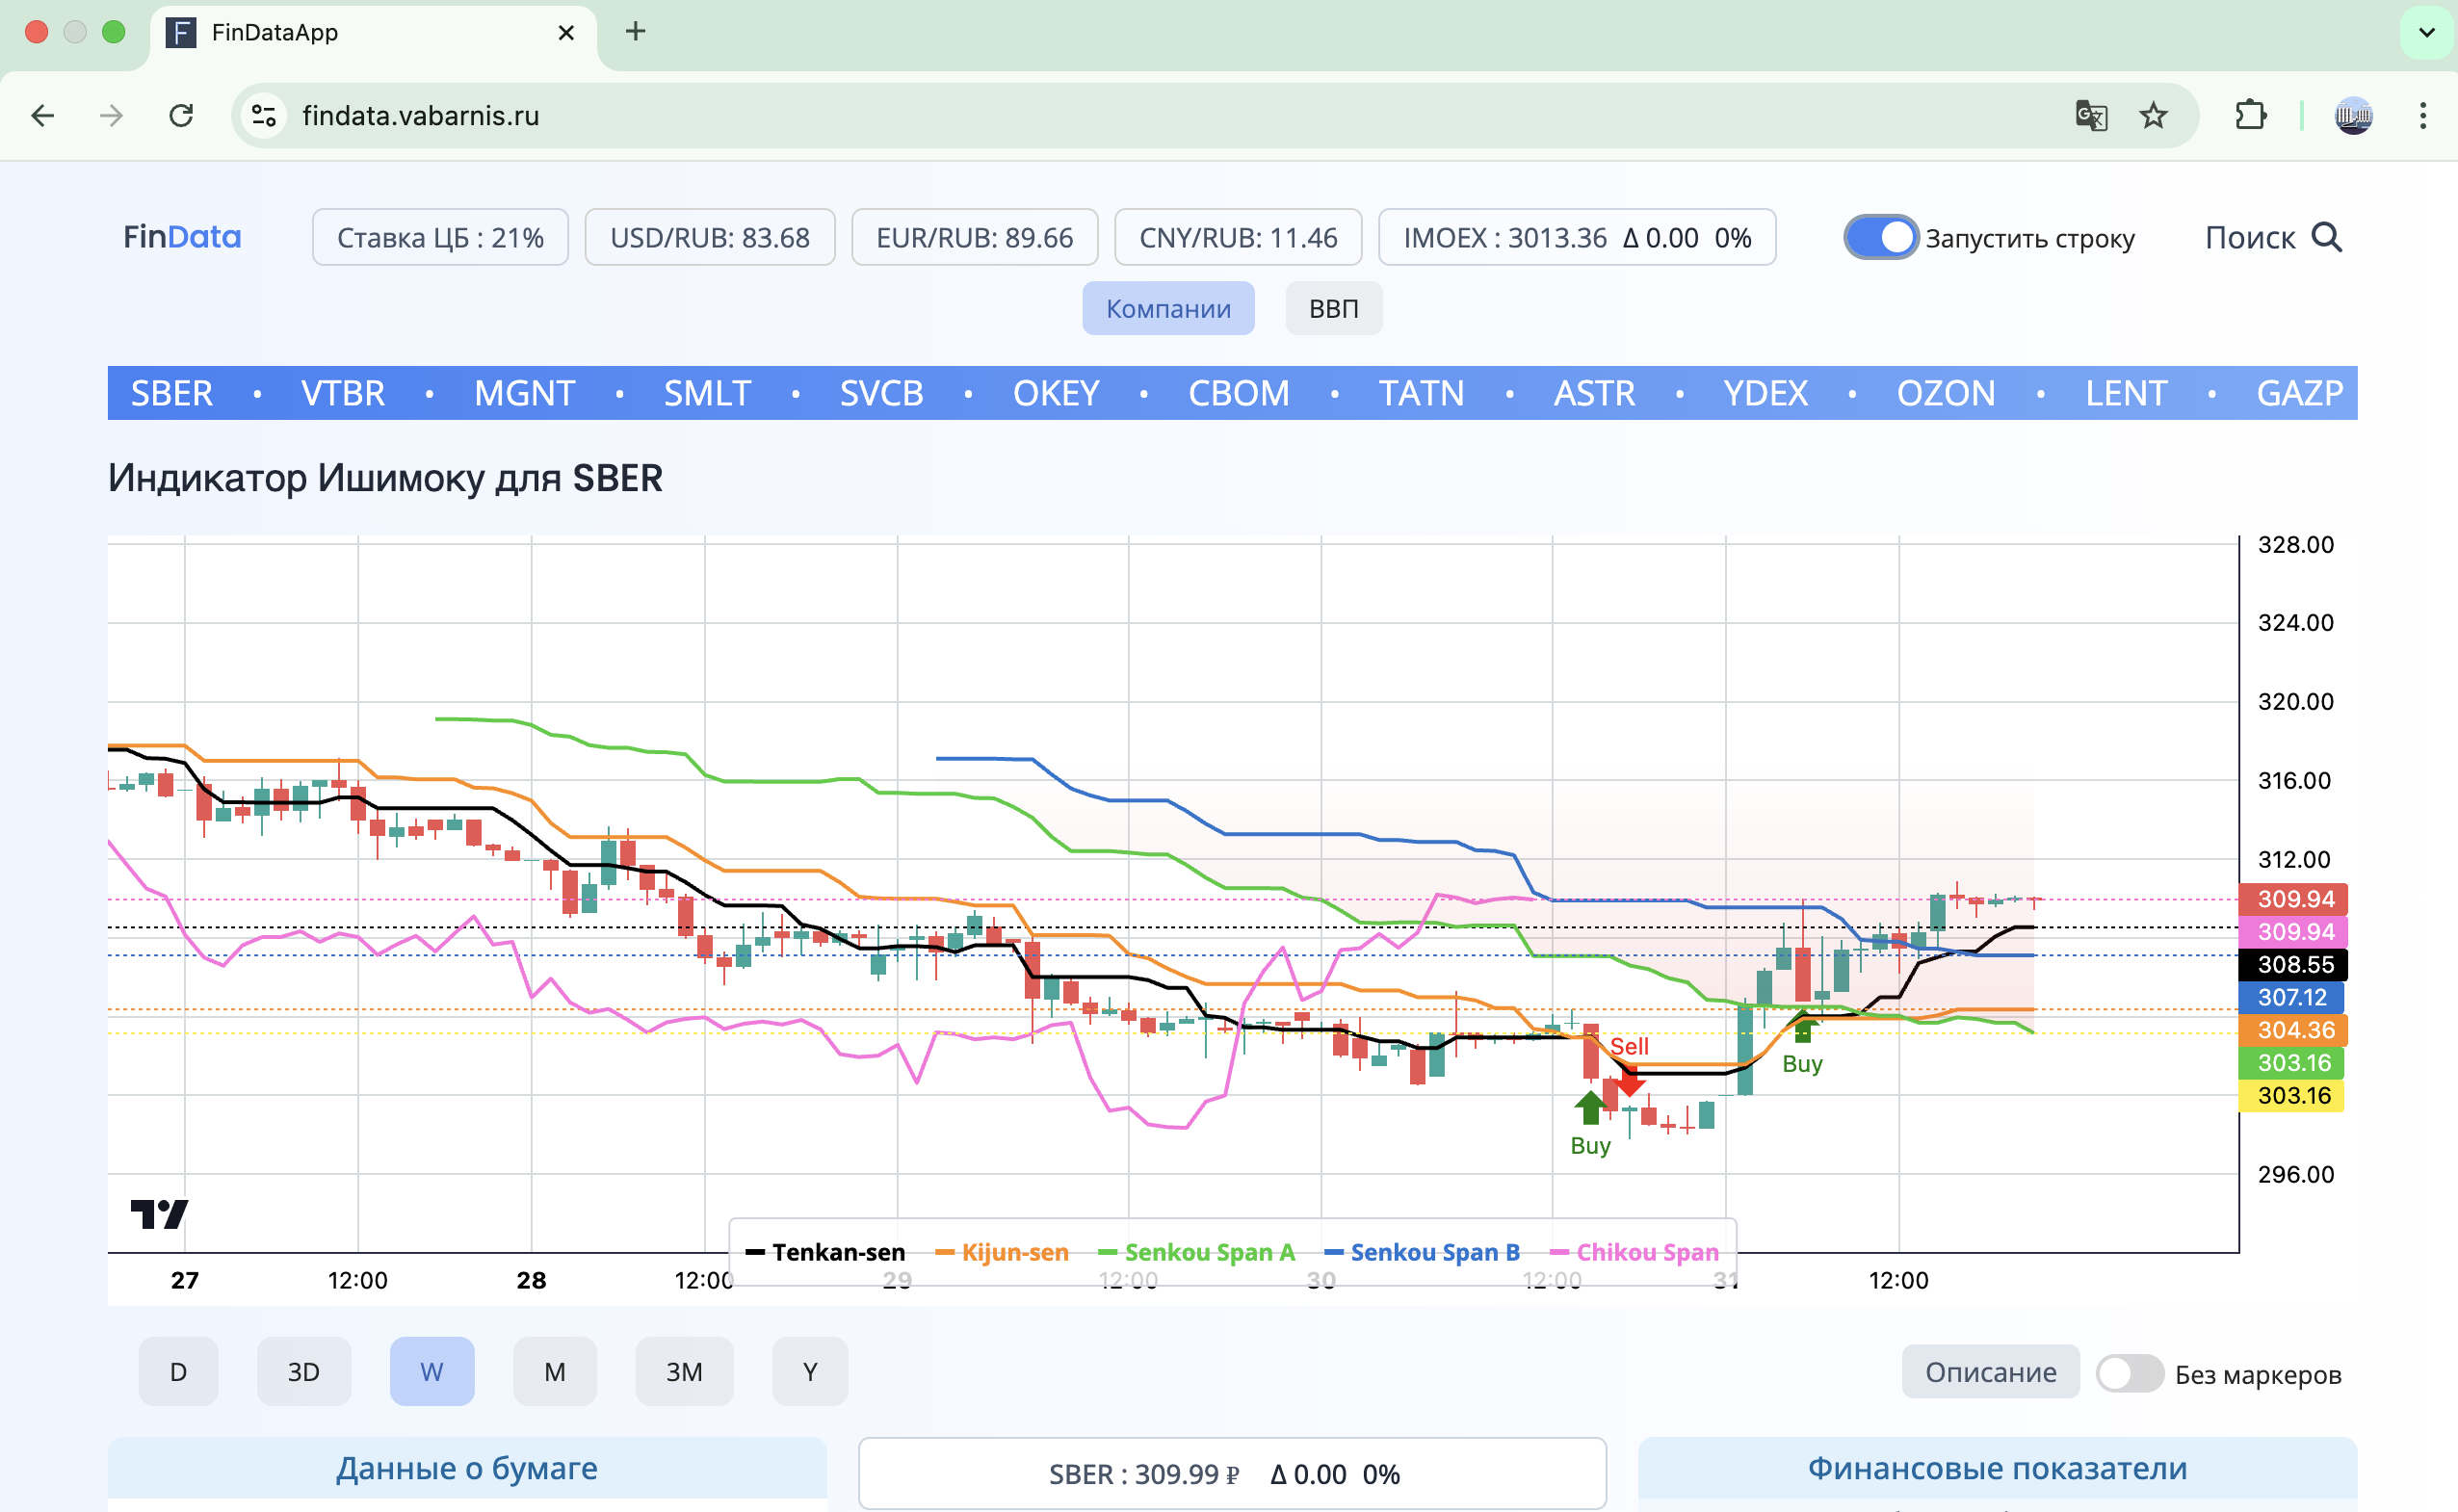 FinDataApp
findata.vabarnis.ru
FinData
Ставка ЦБ : 21%
USD/RUB: 83.68
EUR/RUB: 89.66
CNY/RUB: 11.46
IMOEX : 3013.36 Δ 0.00 0%
Запустить строку
Поиск
Компании
ВВП
SBER • VTBR • MGNT • SMLT • SVCB • OKEY • CBOM • TATN • ASTR • YDEX • OZON • LENT • GAZP
Индикатор Ишимоку для SBER
328.00
324.00
320.00
316.00
312.00
309.94
309.94
308.55
307.12
304.36
303.16
303.16
296.00
Sell
Buy
Buy
Tenkan-sen Kijun-sen Senkou Span A Senkou Span B Chikou Span
27 12:00 28 12:00 29 12:00 30 12:00 31 12:00
D 3D W M 3M Y
Описание
Без маркеров
Данные о бумаге
SBER : 309.99 ₽ Δ 0.00 0%
Финансовые показатели